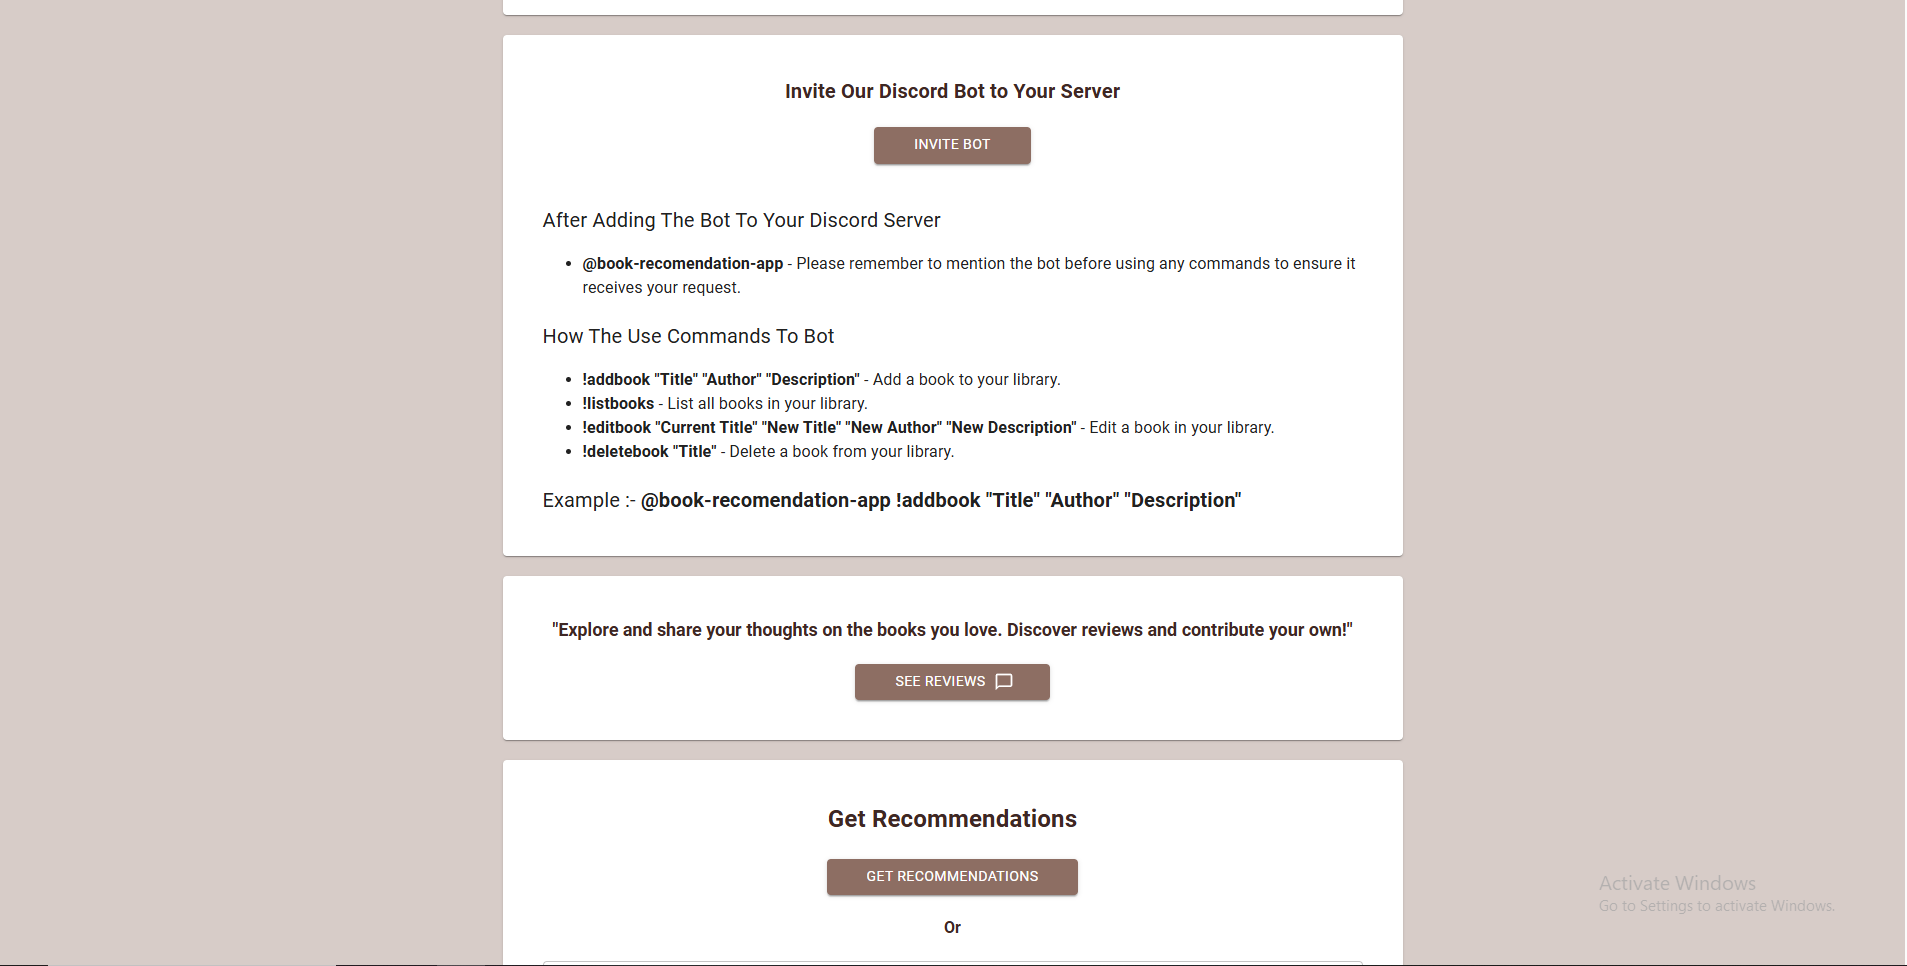 Invite Our Discord Bot to Your Server
INVITE BOT
After Adding The Bot To Your Discord Server
@book-recomendation-app - Please remember to mention the bot before using any commands to ensure it
receives your request.
How The Use Commands To Bot
!addbook "Title" "Author" "Description" - Add a book to your library.
!listbooks - List all books in your library.
!editbook "Current Title" "New Title" "New Author" "New Description" - Edit a book in your library.
!deletebook "Title" - Delete a book from your library.
Example :- @book-recomendation-app !addbook "Title" "Author" "Description"
"Explore and share your thoughts on the books you love. Discover reviews and contribute your own!"
SEE REVIEWS
Get Recommendations
GET RECOMMENDATIONS
Or
Activate Windows
Go to Settings to activate Windows.